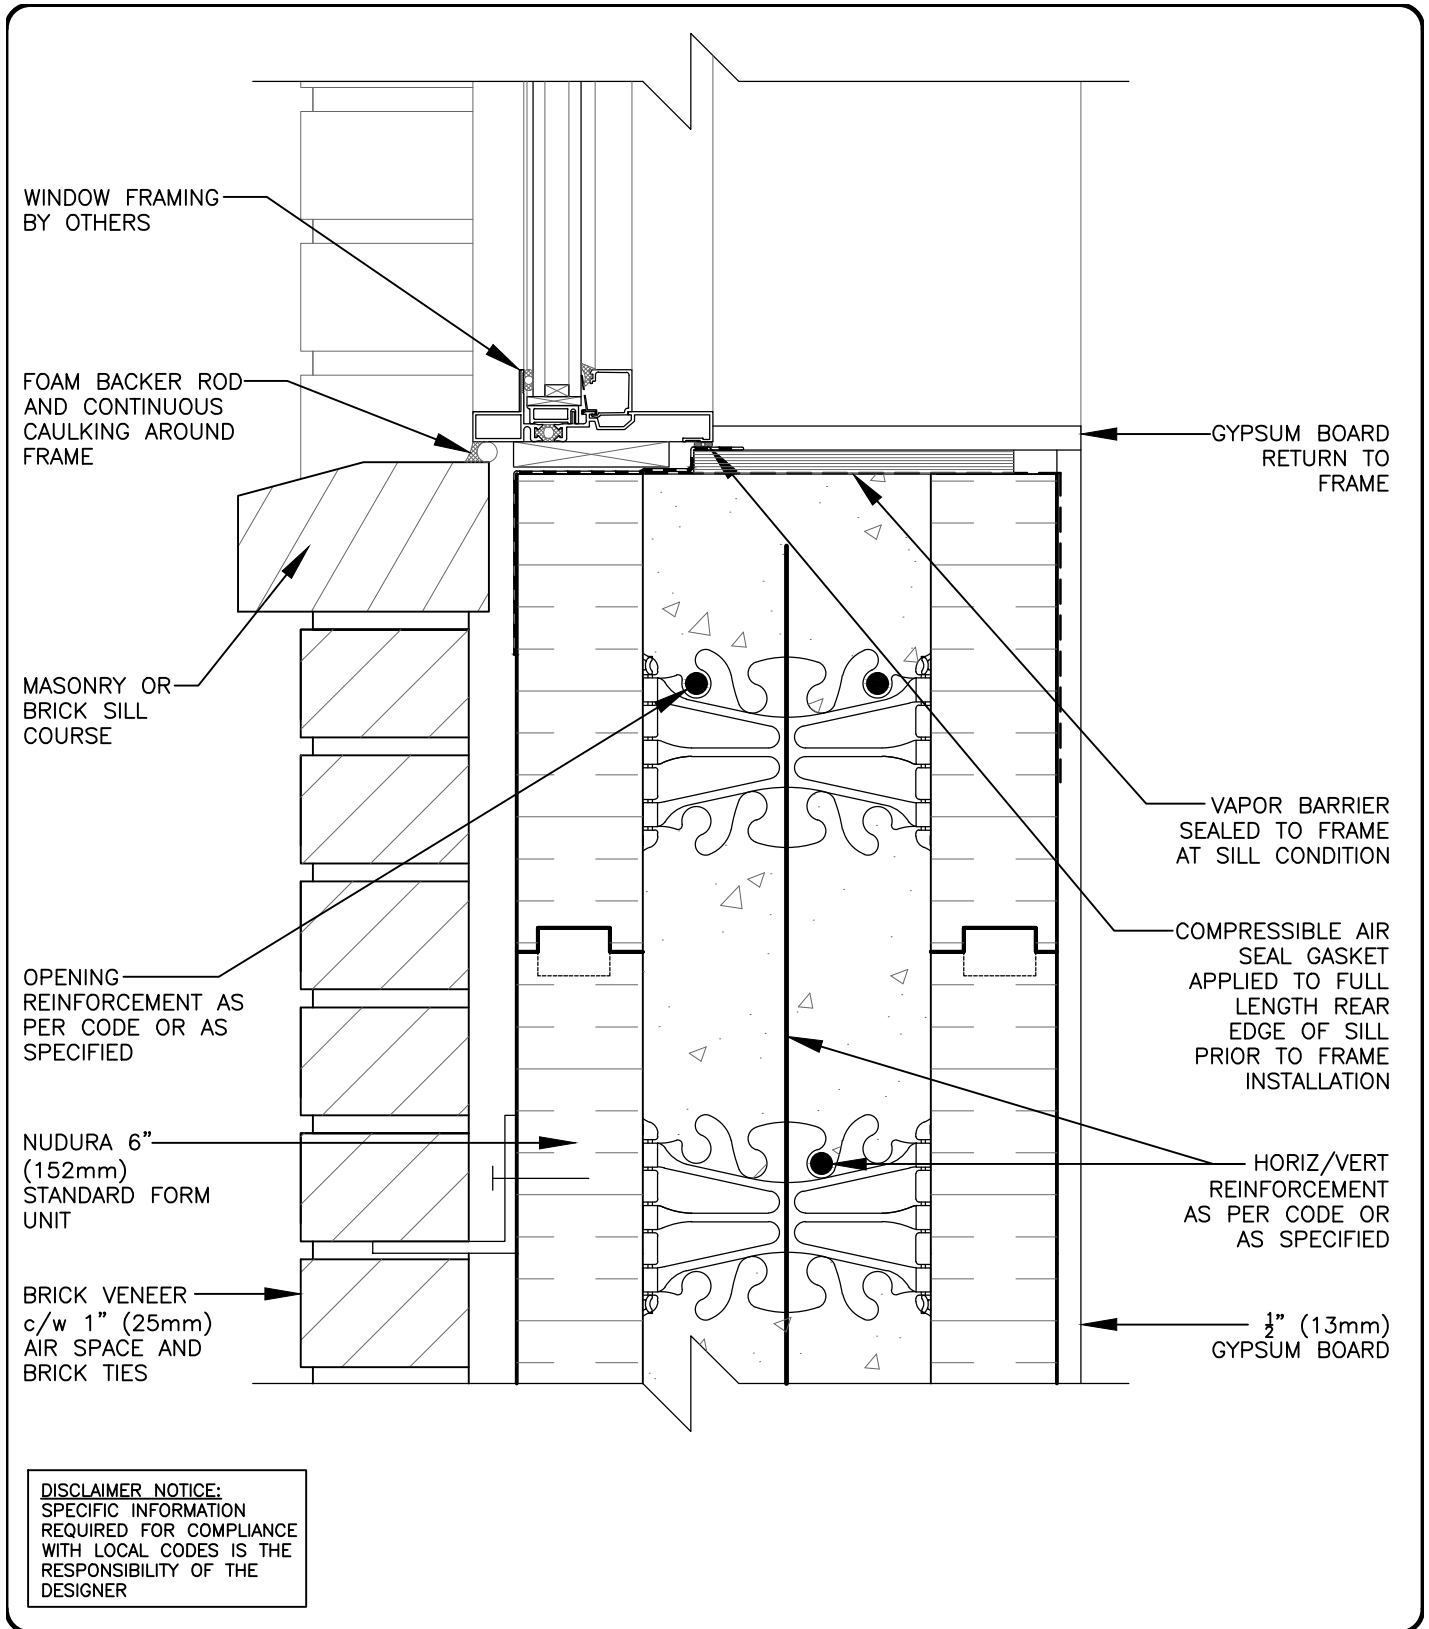 WINDOW FRAMING
BY OTHERS
FOAM BACKER ROD
AND CONTINUOUS
CAULKING AROUND
FRAME
MASONRY OR
BRICK SILL
COURSE
OPENING
REINFORCEMENT AS
PER CODE OR AS
SPECIFIED
NUDURA 6"
(152mm)
STANDARD FORM
UNIT
BRICK VENEER
c/w 1" (25mm)
AIR SPACE AND
BRICK TIES
GYPSUM BOARD
RETURN TO
FRAME
VAPOR BARRIER
SEALED TO FRAME
AT SILL CONDITION
COMPRESSIBLE AIR
SEAL GASKET
APPLIED TO FULL
LENGTH REAR
EDGE OF SILL
PRIOR TO FRAME
INSTALLATION
HORIZ/VERT
REINFORCEMENT
AS PER CODE OR
AS SPECIFIED
½" (13mm)
GYPSUM BOARD
DISCLAIMER NOTICE:
SPECIFIC INFORMATION
REQUIRED FOR COMPLIANCE
WITH LOCAL CODES IS THE
RESPONSIBILITY OF THE
DESIGNER